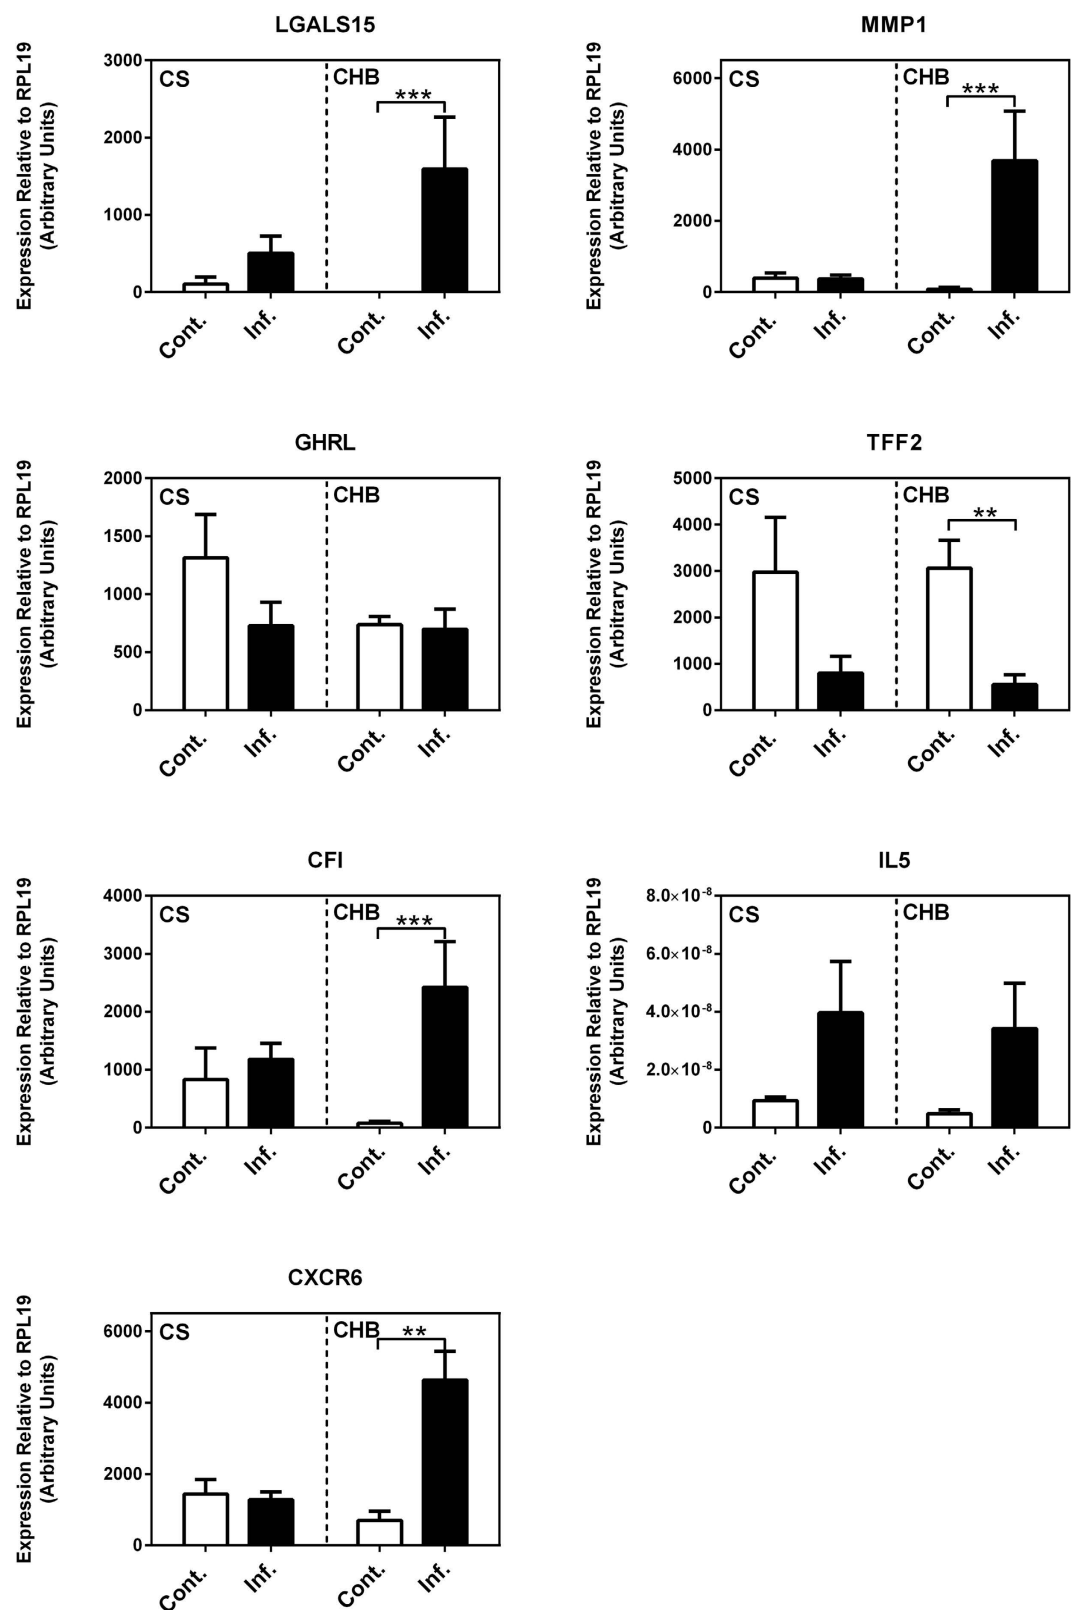 LGALS15
Expression Relative to RPL19
(Arbitrary Units)
3000
2000
1000
0
CS
CHB
***
Cont.
Inf.
Cont.
Inf.
MMP1
Expression Relative to RPL19
(Arbitrary Units)
6000
4000
2000
0
CS
CHB
***
Cont.
Inf.
Cont.
Inf.
GHRL
Expression Relative to RPL19
(Arbitrary Units)
2000
1500
1000
500
0
CS
CHB
Cont.
Inf.
Cont.
Inf.
TFF2
Expression Relative to RPL19
(Arbitrary Units)
5000
4000
3000
2000
1000
0
CS
CHB
**
Cont.
Inf.
Cont.
Inf.
CFI
Expression Relative to RPL19
(Arbitrary Units)
4000
3000
2000
1000
0
CS
CHB
***
Cont.
Inf.
Cont.
Inf.
IL5
Expression Relative to RPL19
(Arbitrary Units)
8.0×10⁻⁸
6.0×10⁻⁸
4.0×10⁻⁸
2.0×10⁻⁸
0
CS
CHB
Cont.
Inf.
Cont.
Inf.
CXCR6
Expression Relative to RPL19
(Arbitrary Units)
6000
4000
2000
0
CS
CHB
**
Cont.
Inf.
Cont.
Inf.